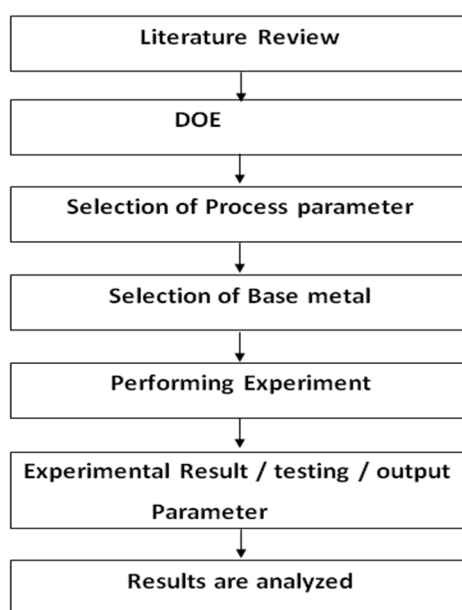 Literature Review
DOE
Selection of Process parameter
Selection of Base metal
Performing Experiment
Experimental Result / testing / output
Parameter
Results are analyzed